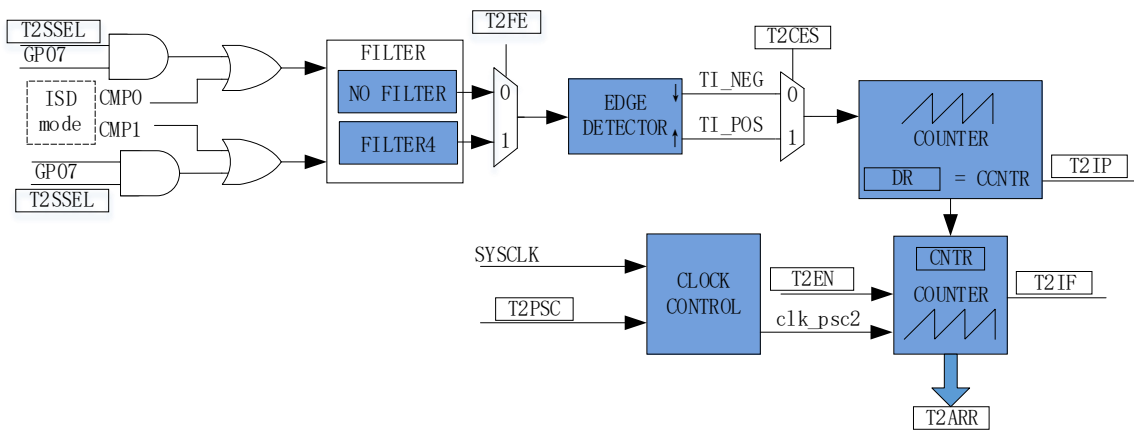 T2SSEL
GP07
ISD
mode
CMP0
CMP1
GP07
T2SSEL
FILTER
NO FILTER
FILTER4
T2FE
0
1
EDGE
DETECTOR
TI_NEG
TI_POS
T2CES
0
1
COUNTER
DR = CCNTR
T2IP
SYSCLK
T2PSC
CLOCK
CONTROL
T2EN
clk_psc2
CNTR
COUNTER
T2IF
T2ARR